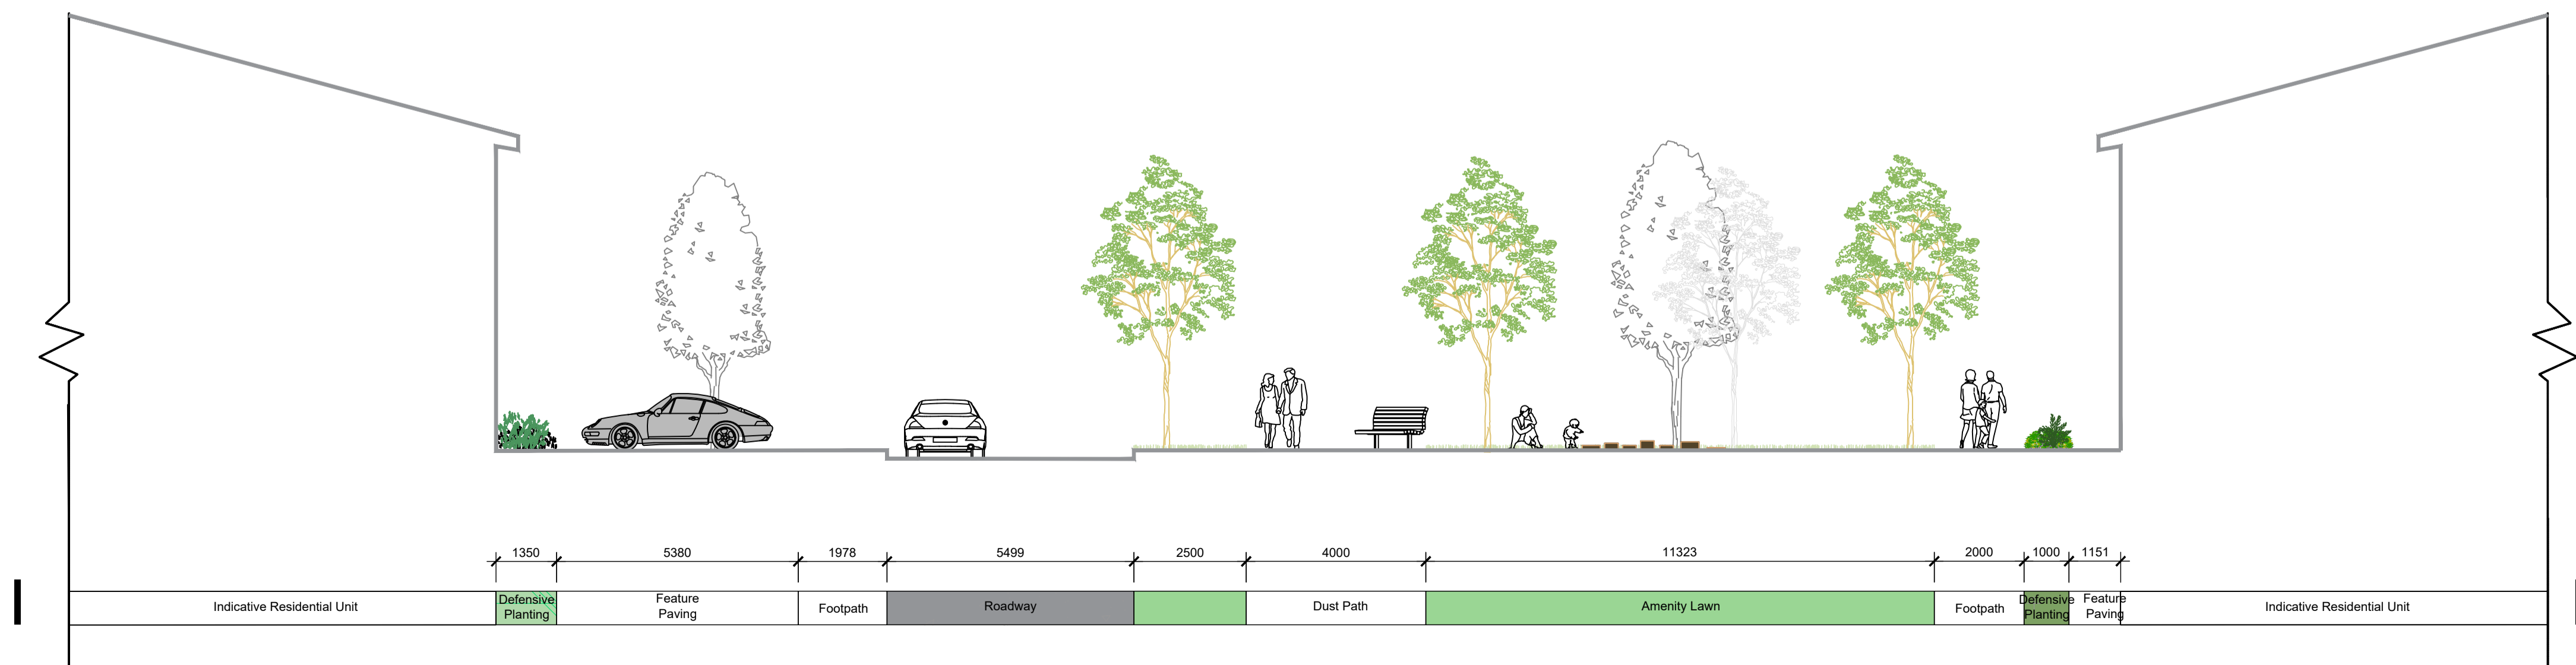 1350 5380 1978 5499 2500 4000 11323 2000 1000 1151
Indicative Residential Unit
Defensive
Planting
Feature
Paving
Footpath
Roadway
Dust Path
Amenity Lawn
Footpath
Defensive
Planting
Feature
Paving
Indicative Residential Unit